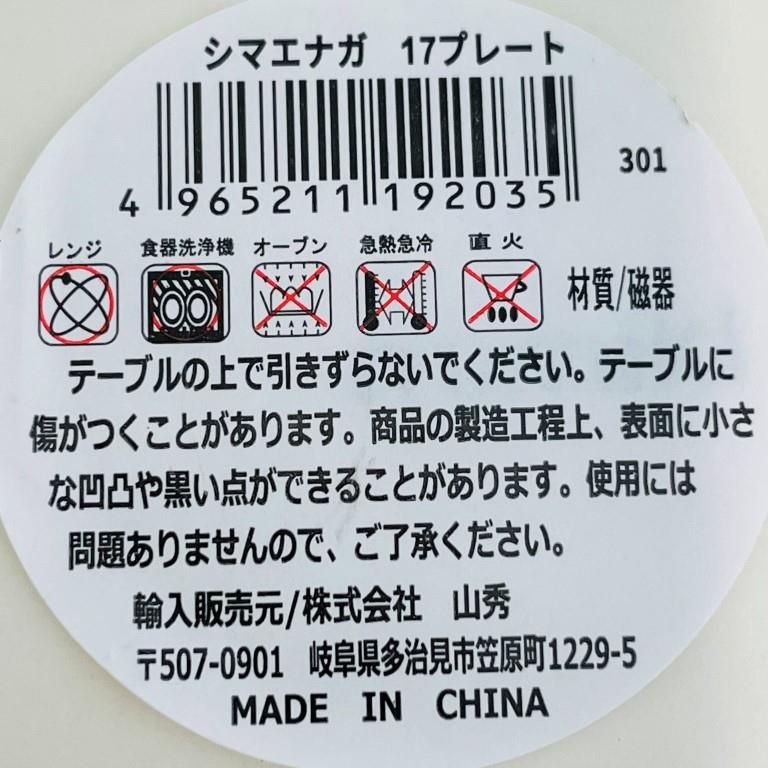 シマエナガ 17プレート
301
4 965211 192035
レンジ 食器洗浄機 オーブン 急熱急冷 直火
材質/磁器
テーブルの上で引きずらないでください。テーブルに
傷がつくことがあります。商品の製造工程上、表面に小さ
な凹凸や黒い点ができることがあります。使用には
問題ありませんので、ご了承ください。
輸入販売元/株式会社 山秀
〒507-0901 岐阜県多治見市笠原町1229-5
MADE IN CHINA